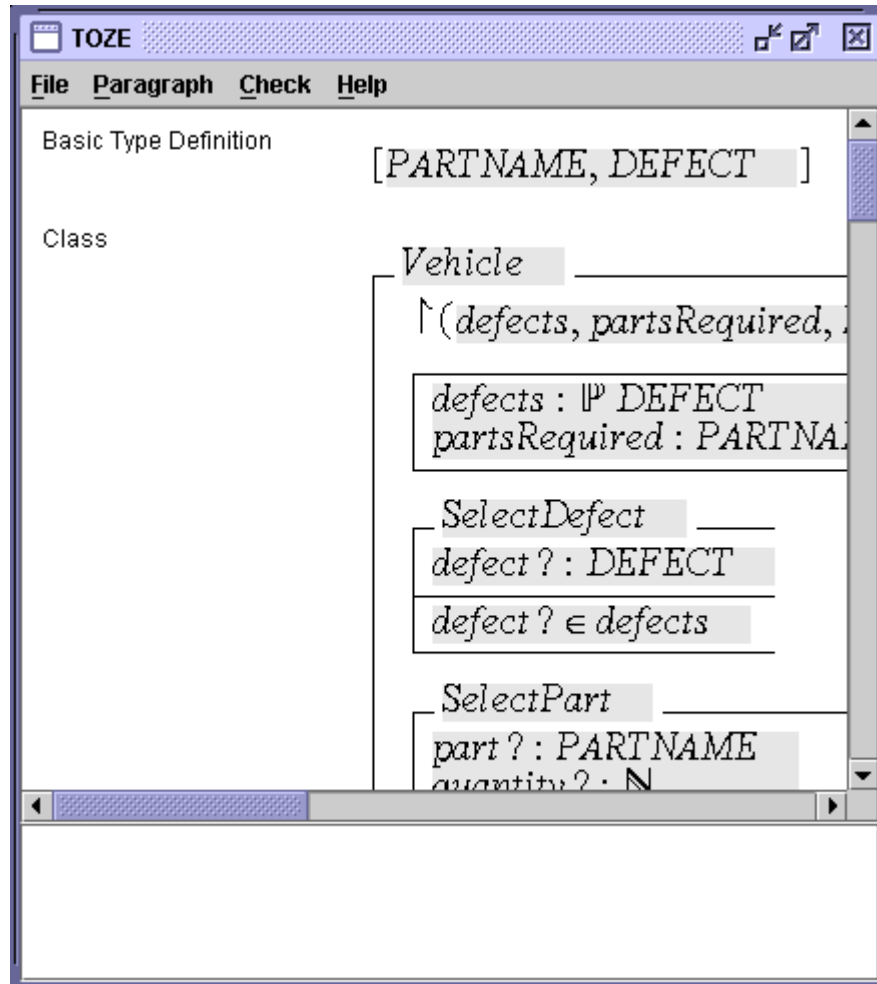 TOZE
File Paragraph Check Help
Basic Type Definition
[PARTNAME, DEFECT ]
Class
Vehicle
↾(defects, partsRequired,
defects : ℙ DEFECT
partsRequired : PARTNA
SelectDefect
defect? : DEFECT
defect? ∈ defects
SelectPart
part? : PARTNAME
quantity? : ℕ